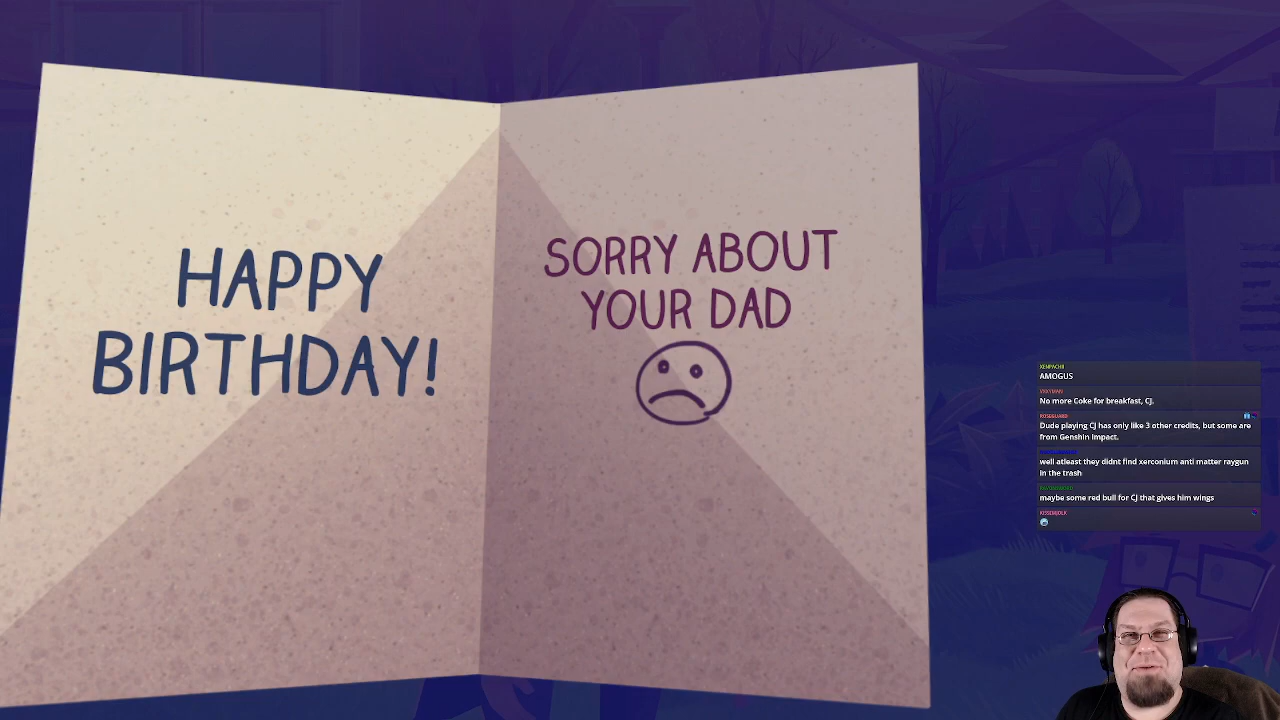 HAPPY
BIRTHDAY!
SORRY ABOUT
YOUR DAD
XENPACHII
AMOGUS
No more Coke for breakfast, CJ.
Dude playing CJ has only like 3 other credits, but some are
from Genshin Impact.
well atleast they didnt find xerconium anti matter raygun
in the trash
maybe some red bull for CJ that gives him wings